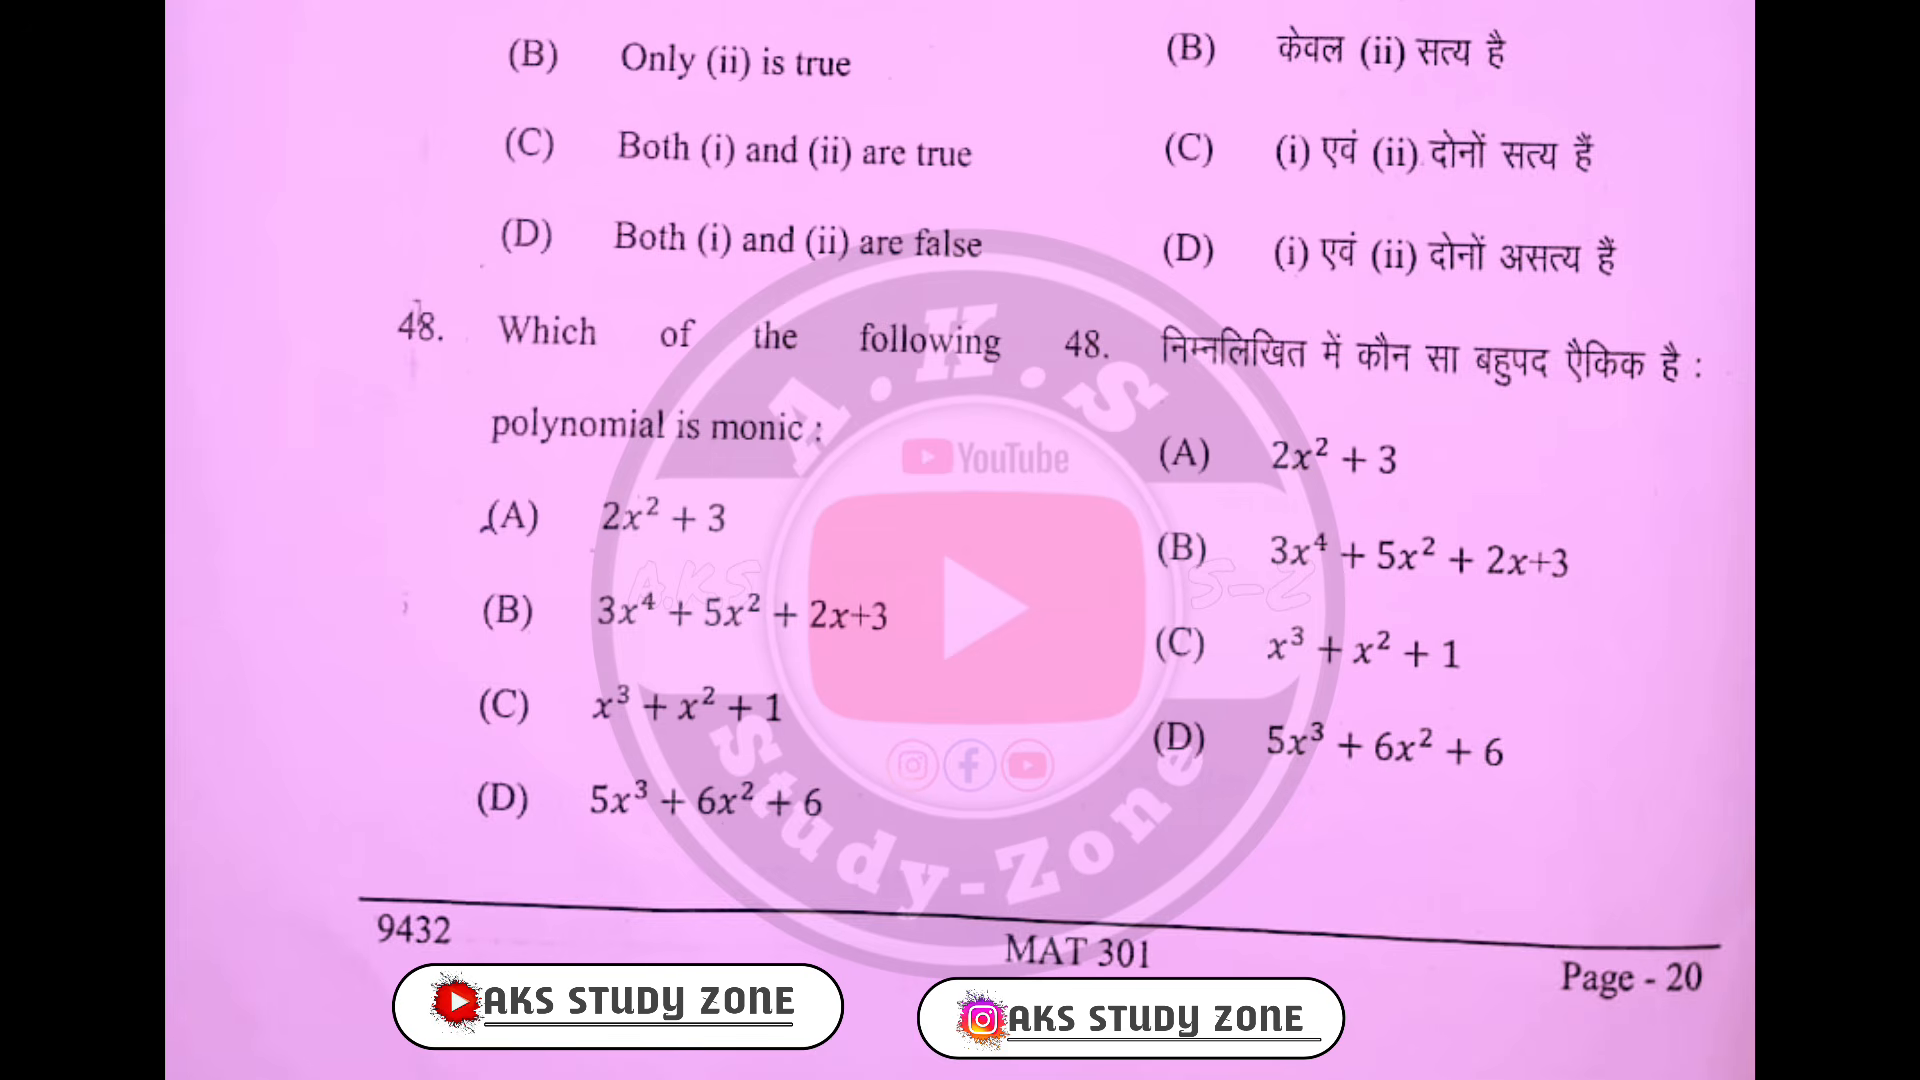 (B) Only (ii) is true
(C) Both (i) and (ii) are true
(D) Both (i) and (ii) are false
48. Which of the following
polynomial is monic :
(A) 2x² + 3
(B) 3x⁴ + 5x² + 2x+3
(C) x³ + x² + 1
(D) 5x³ + 6x² + 6
(B) केवल (ii) सत्य है
(C) (i) एवं (ii) दोनों सत्य हैं
(D) (i) एवं (ii) दोनों असत्य हैं
48. निम्नलिखित में कौन सा बहुपद ऐकिक है :
(A) 2x² + 3
(B) 3x⁴ + 5x² + 2x+3
(C) x³ + x² + 1
(D) 5x³ + 6x² + 6
A.K.S
YouTube
A.K.S
S-Z
Study-Zone
9432 MAT 301 Page - 20
AKS STUDY ZONE
AKS STUDY ZONE